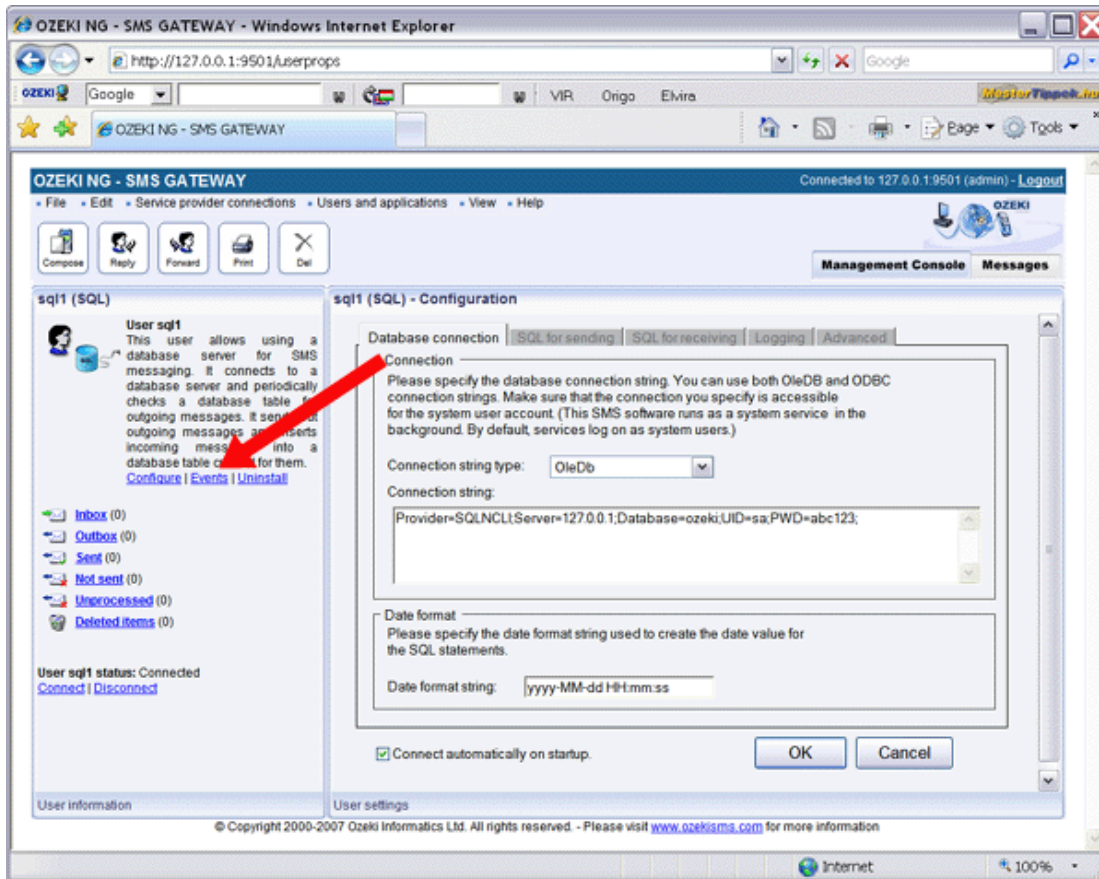 OZEKI NG - SMS GATEWAY - Windows Internet Explorer
http://127.0.0.1:9501/userprops
Google
OZEKI
Google
VIR Origo Elvira
MisterTippek.hu
OZEKI NG - SMS GATEWAY
Page
Tools
OZEKI NG - SMS GATEWAY
Connected to 127.0.0.1:9501 (admin) - Logout
File Edit Service provider connections Users and applications View Help
OZEKI
Compose Reply Forward Print Del
Management Console Messages
sql1 (SQL)
User sql1
This user allows using a
database server for SMS
messaging. It connects to a
database server and periodically
checks a database table
outgoing messages. It
outgoing messages
incoming into a
database table for them.
Configure | Events | Uninstall
Inbox (0)
Outbox (0)
Sent (0)
Not sent (0)
Unprocessed (0)
Deleted items (0)
User sql1 status: Connected
Connect | Disconnect
User information
sql1 (SQL) - Configuration
Database connection SQL for sending SQL for receiving Logging Advanced
Connection
Please specify the database connection string. You can use both OleDB and ODBC
connection strings. Make sure that the connection you specify is accessible
for the system user account. (This SMS software runs as a system service in the
background. By default, services log on as system users.)
Connection string type: OleDb
Connection string:
Provider=SQLNCLI;Server=127.0.0.1;Database=ozeki;UID=sa;PWD=abc123;
Date format
Please specify the date format string used to create the date value for
the SQL statements.
Date format string: yyyy-MM-dd HH:mm:ss
Connect automatically on startup.
OK Cancel
User settings
© Copyright 2000-2007 Ozeki Informatics Ltd. All rights reserved. - Please visit www.ozekisms.com for more information
Internet
100%